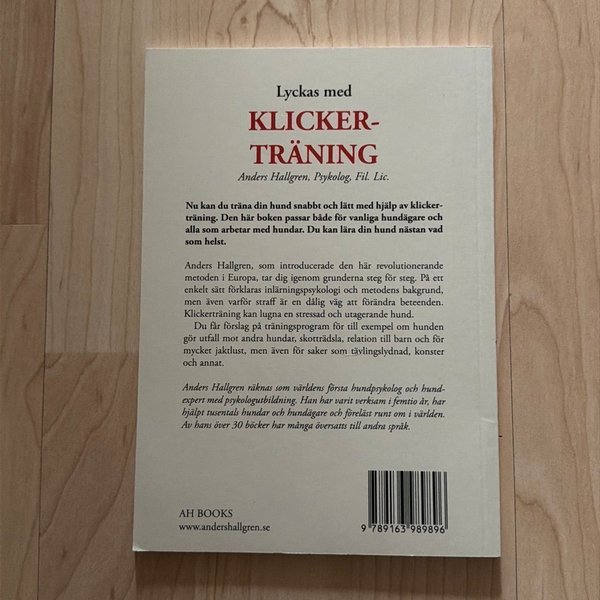 Lyckas med
KLICKER-
TRÄNING
Anders Hallgren, Psykolog, Fil. Lic.
Nu kan du träna din hund snabbt och lätt med hjälp av klicker-
träning. Den här boken passar både för vanliga hundägare och
alla som arbetar med hundar. Du kan lära din hund nästan vad
som helst.
Anders Hallgren, som introducerade den här revolutionerande
metoden i Europa, tar dig igenom grunderna steg för steg. På ett
enkelt sätt förklaras inlärningspsykologi och metodens bakgrund,
men även varför straff är en dålig väg att förändra beteenden.
Klickerträning kan lugna en stressad och utagerande hund.
Du får förslag på träningsprogram för till exempel om hunden
gör utfall mot andra hundar, skotträdsla, relation till barn och för
mycket jaktlust, men även för saker som tävlingslydnad, konster
och annat.
Anders Hallgren räknas som världens första hundpsykolog och hund-
expert med psykologutbildning. Han har varit verksam i femtio år, har
hjälpt tusentals hundar och hundägare och föreläst runt om i världen.
Av hans över 30 böcker har många översatts till andra språk.
AH BOOKS
www.andershallgren.se
9 789163 989896